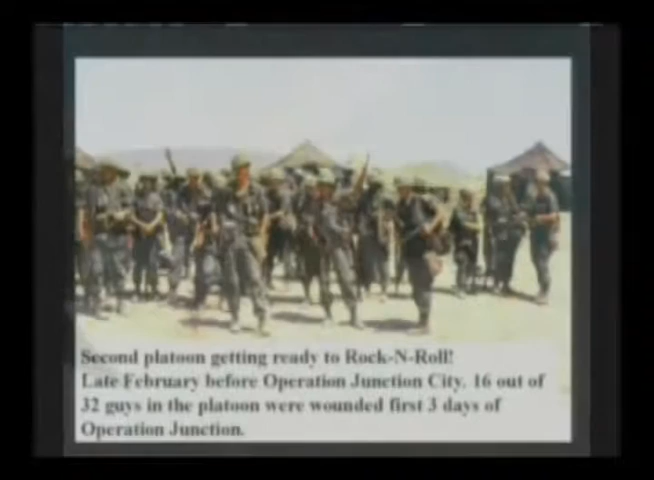 Second platoon getting ready to Rock-N-Roll!
Late February before Operation Junction City. 16 out of
32 guys in the platoon were wounded first 3 days of
Operation Junction.